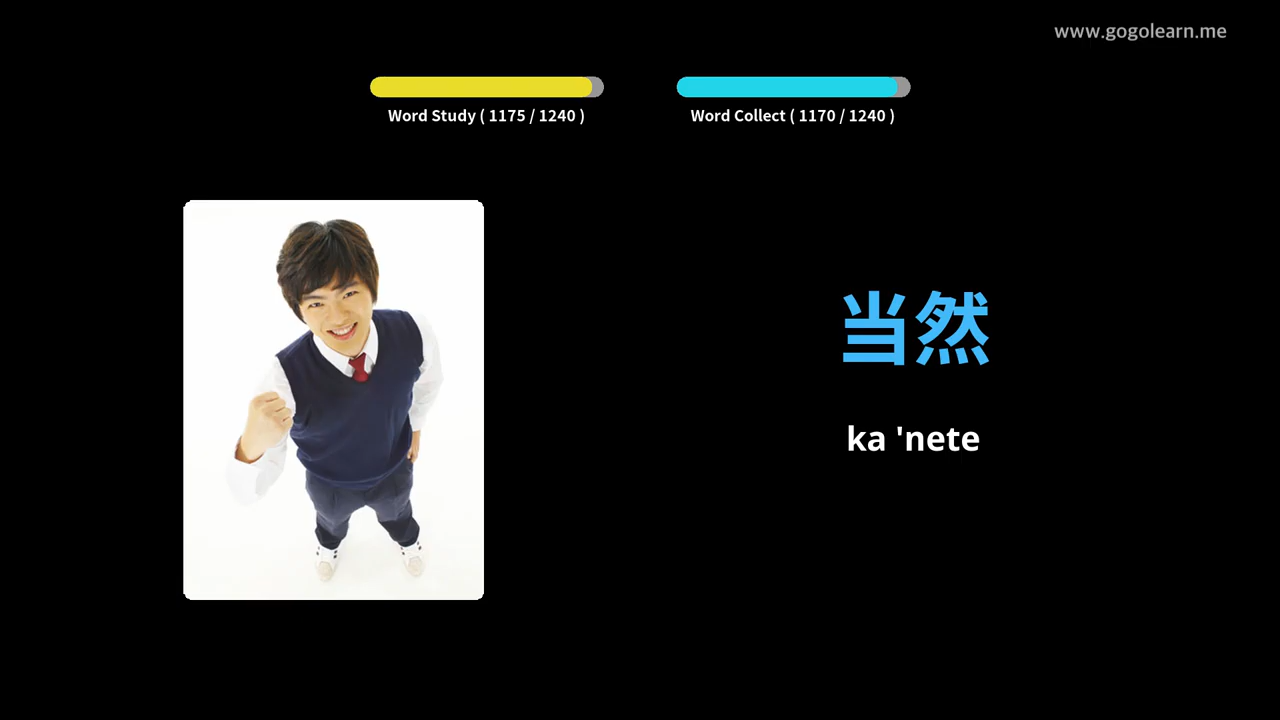 www.gogolearn.me
Word Study ( 1175 / 1240 )
Word Collect ( 1170 / 1240 )
当然
ka 'nete